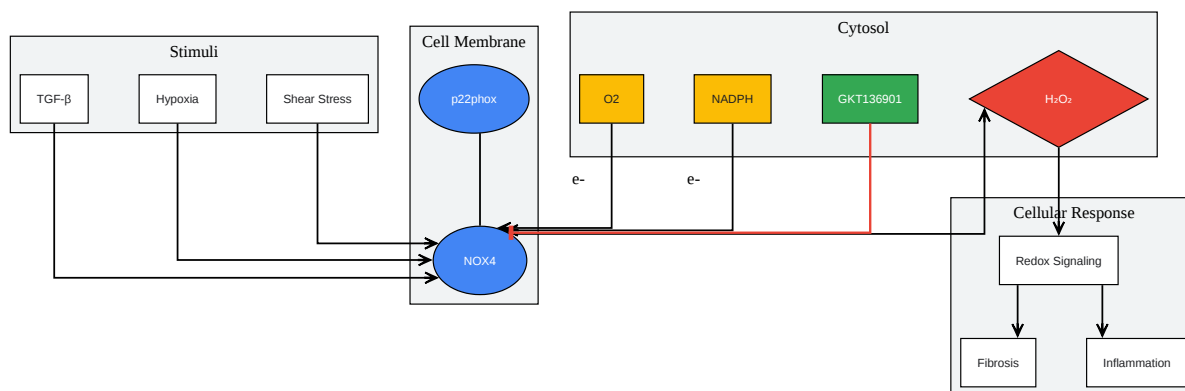 Stimuli
TGF-β
Hypoxia
Shear Stress
Cell Membrane
p22phox
NOX4
Cytosol
O2
NADPH
GKT136901
H₂O₂
e-
e-
Cellular Response
Redox Signaling
Fibrosis
Inflammation